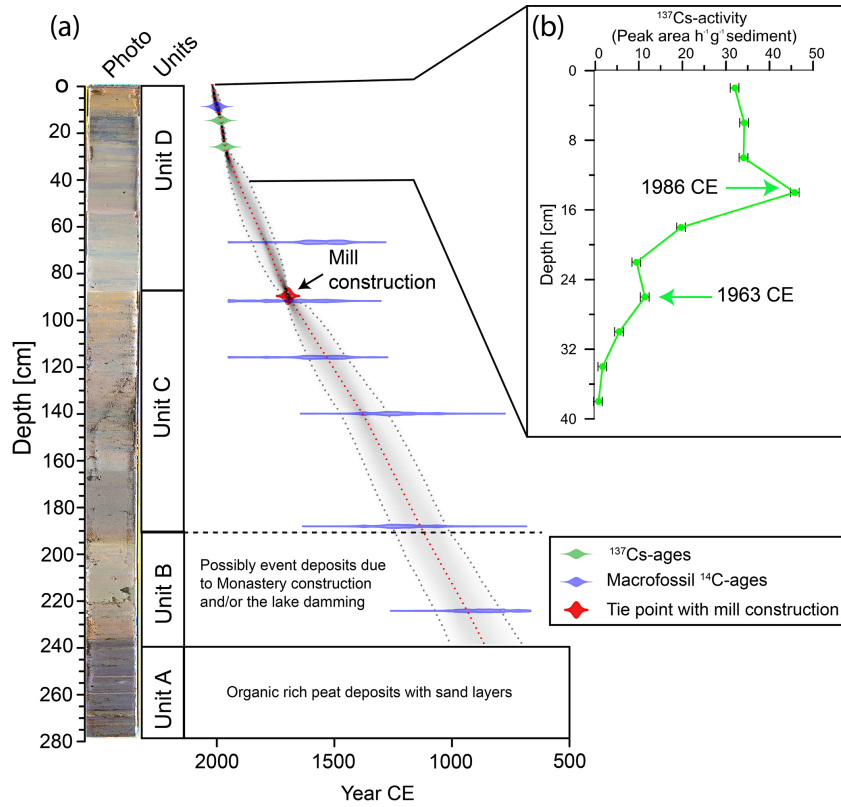 (a)
Photo
Units
Depth [cm]
0
20
40
60
80
100
120
140
160
180
200
220
240
260
280
Unit D
Unit C
Unit B
Unit A
Mill
construction
Possibly event deposits due
to Monastery construction
and/or the lake damming
Organic rich peat deposits with sand layers
2000
1500
1000
500
Year CE
(b)
¹³⁷Cs-activity
(Peak area h⁻¹g⁻¹sediment)
0
10
20
30
40
50
Depth [cm]
0
8
16
24
32
40
1986 CE
1963 CE
¹³⁷Cs-ages
Macrofossil ¹⁴C-ages
Tie point with mill construction